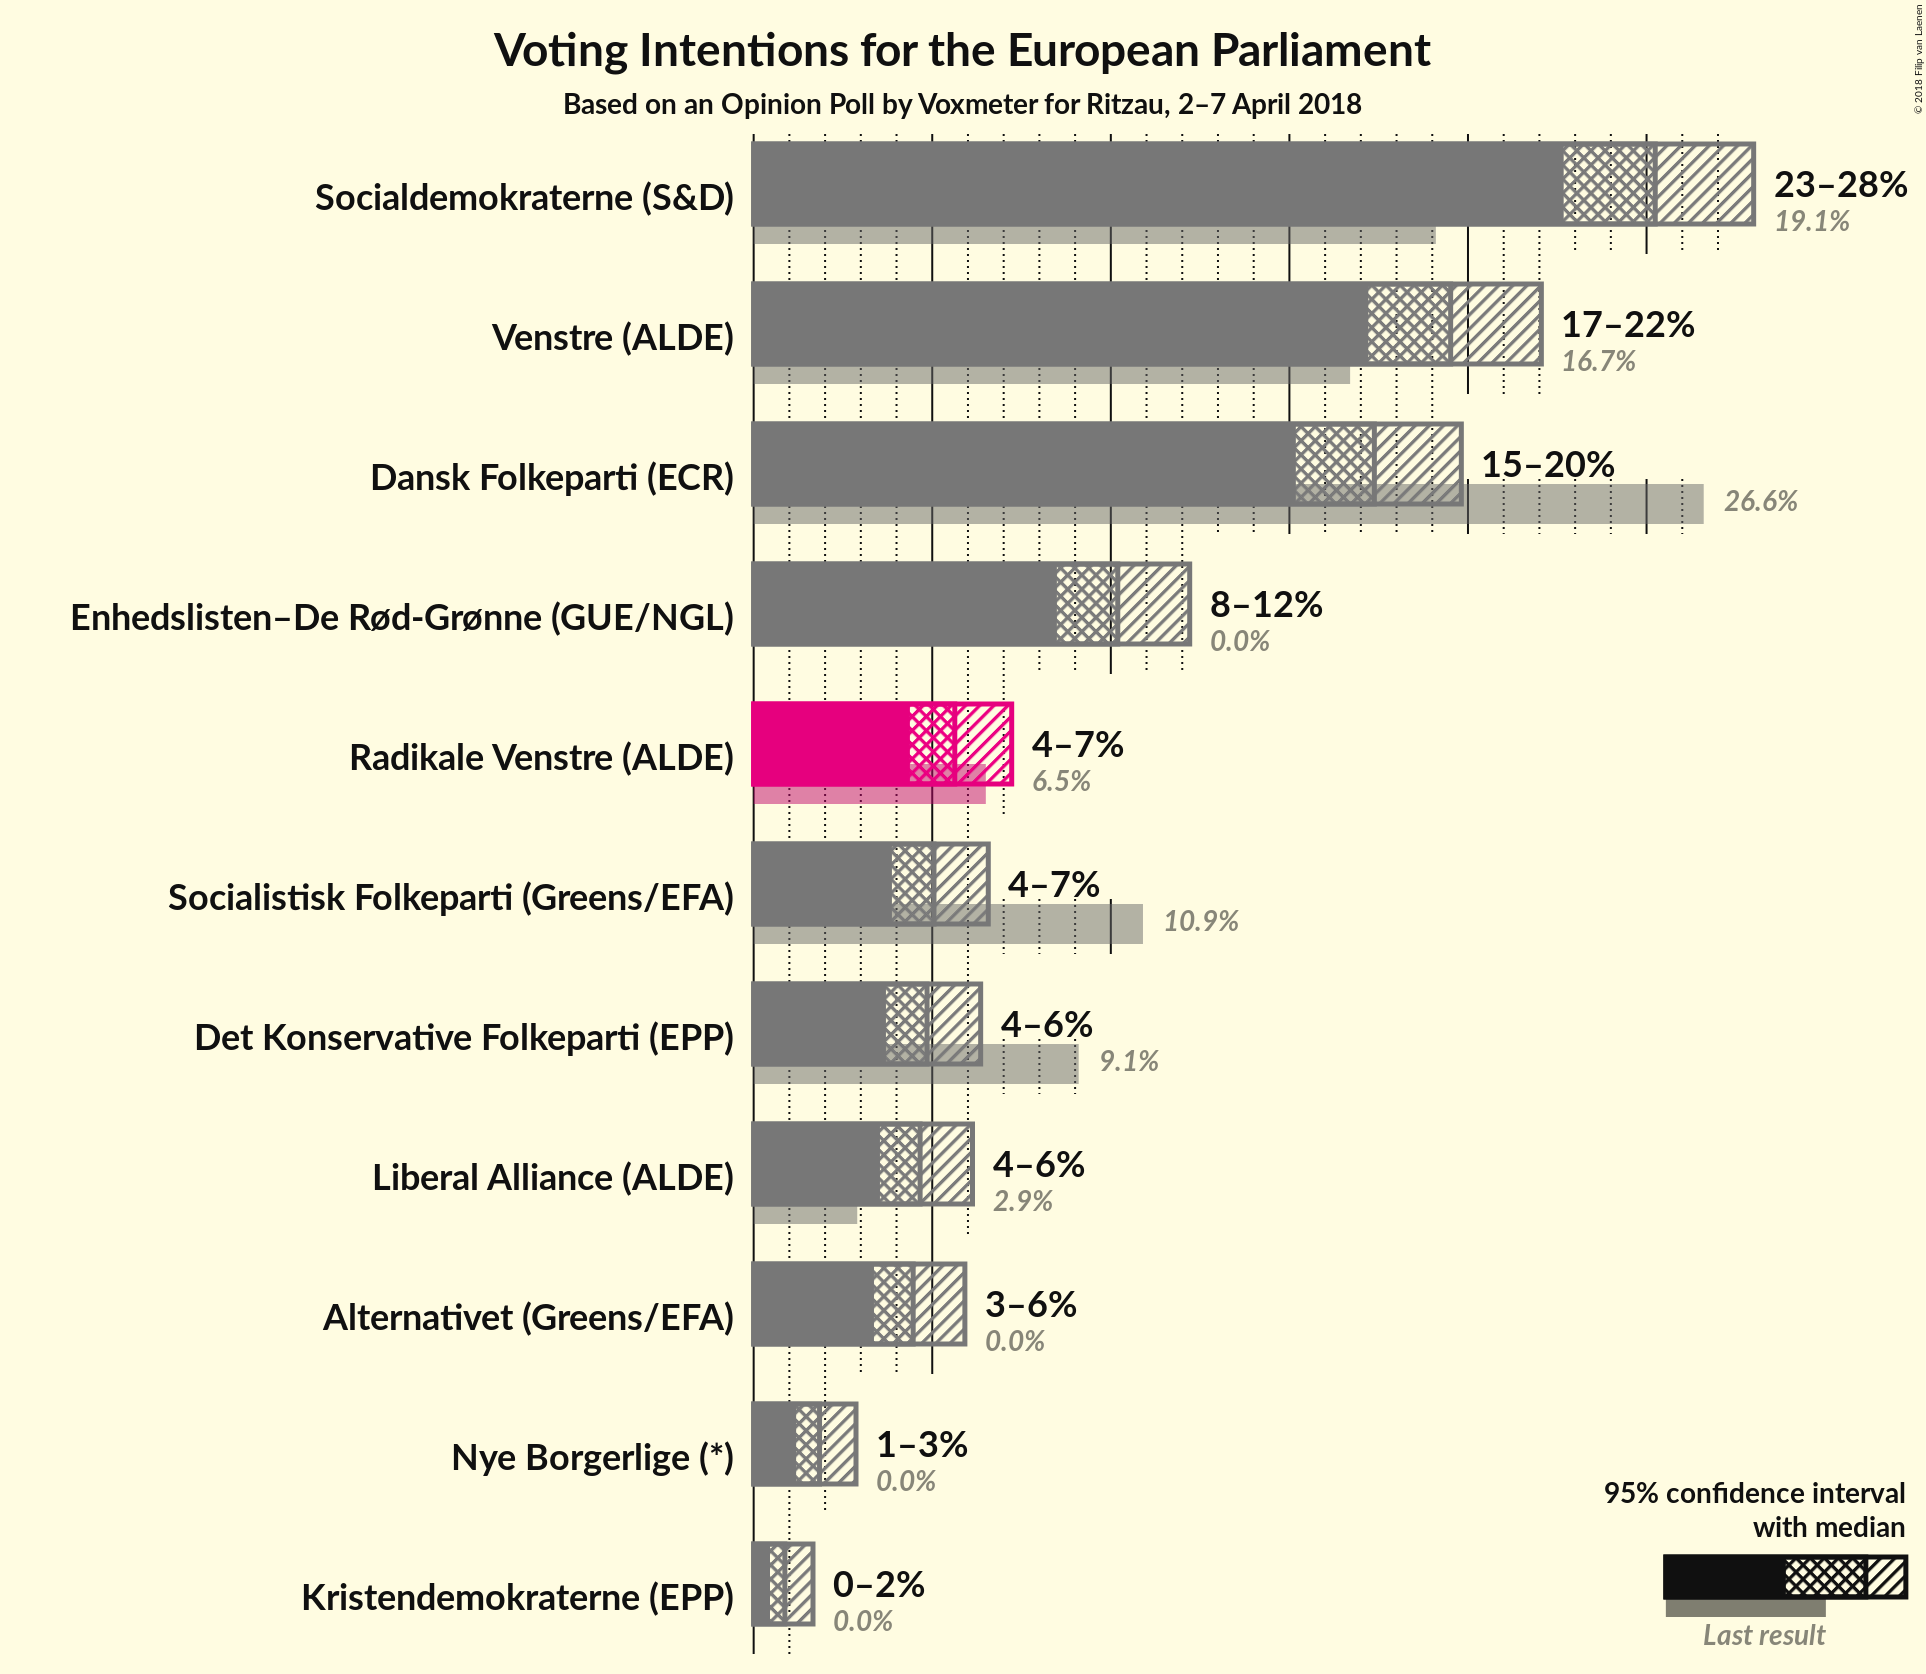 Voting Intentions for the European Parliament
Based on an Opinion Poll by Voxmeter for Ritzau, 2–7 April 2018
© 2018 Filip van Laenen
Socialdemokraterne (S&D)
23–28%
19.1%
Venstre (ALDE)
17–22%
16.7%
Dansk Folkeparti (ECR)
15–20%
26.6%
Enhedslisten–De Rød-Grønne (GUE/NGL)
8–12%
0.0%
Radikale Venstre (ALDE)
4–7%
6.5%
Socialistisk Folkeparti (Greens/EFA)
4–7%
10.9%
Det Konservative Folkeparti (EPP)
4–6%
9.1%
Liberal Alliance (ALDE)
4–6%
2.9%
Alternativet (Greens/EFA)
3–6%
0.0%
Nye Borgerlige (*)
1–3%
0.0%
Kristendemokraterne (EPP)
0–2%
0.0%
95% confidence interval
with median
Last result